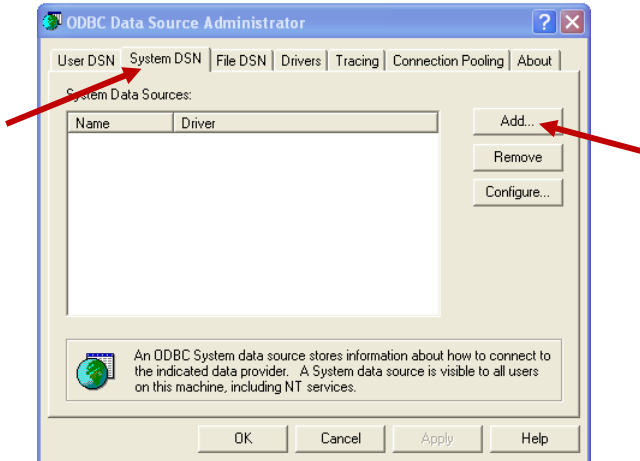 ODBC Data Source Administrator
User DSN System DSN File DSN Drivers Tracing Connection Pooling About
System Data Sources:
Name Driver
Add...
Remove
Configure...
An ODBC System data source stores information about how to connect to
the indicated data provider. A System data source is visible to all users
on this machine, including NT services.
OK Cancel Apply Help